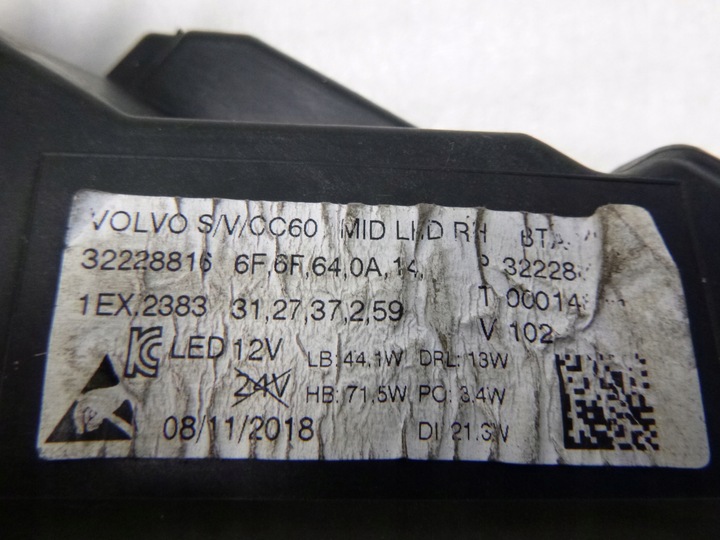 VOLVO S/V/CC60 MID LED RH
32228816 6F,6F,64,0A,14, P 32228
1EX.2383 31,27,37,2,59 T 00014
V 102
LED 12V LB: 44.1W DRL: 13W
24V HB: 71.5W PO: 3.4W
08/11/2018 DI 21.3W